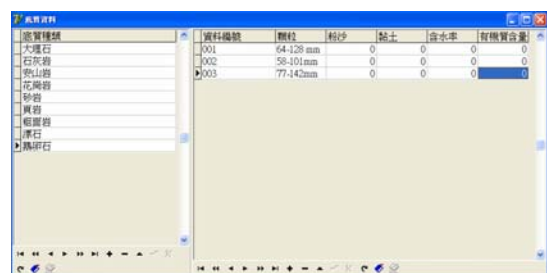 底質資料
底質種類
大理石
石灰岩
安山岩
花崗岩
砂岩
頁岩
粗面岩
漂石
鵝卵石
資料編號 顆粒 粉沙 黏土 含水率 有機質含量
001 64-128 mm 0 0 0 0
002 58-101mm 0 0 0 0
003 77-142mm 0 0 0 0